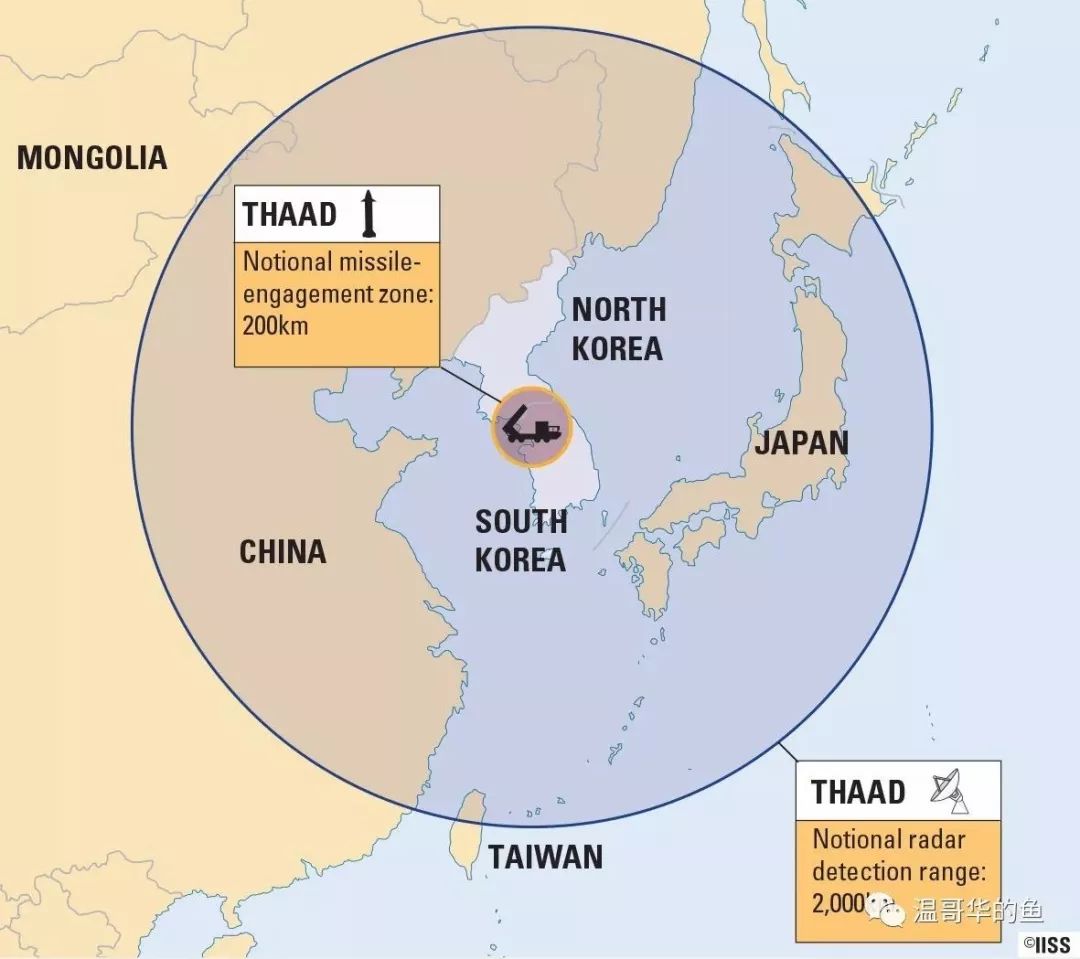 MONGOLIA
THAAD
Notional missile-
engagement zone:
200km
NORTH
KOREA
JAPAN
SOUTH
KOREA
CHINA
THAAD
Notional radar
detection range:
2,000
TAIWAN
温哥华的鱼
©IISS